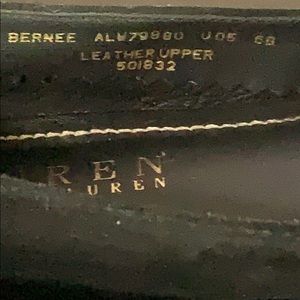 BERNEE ALW79880 U05 6B
LEATHER UPPER
501832
REN
UREN